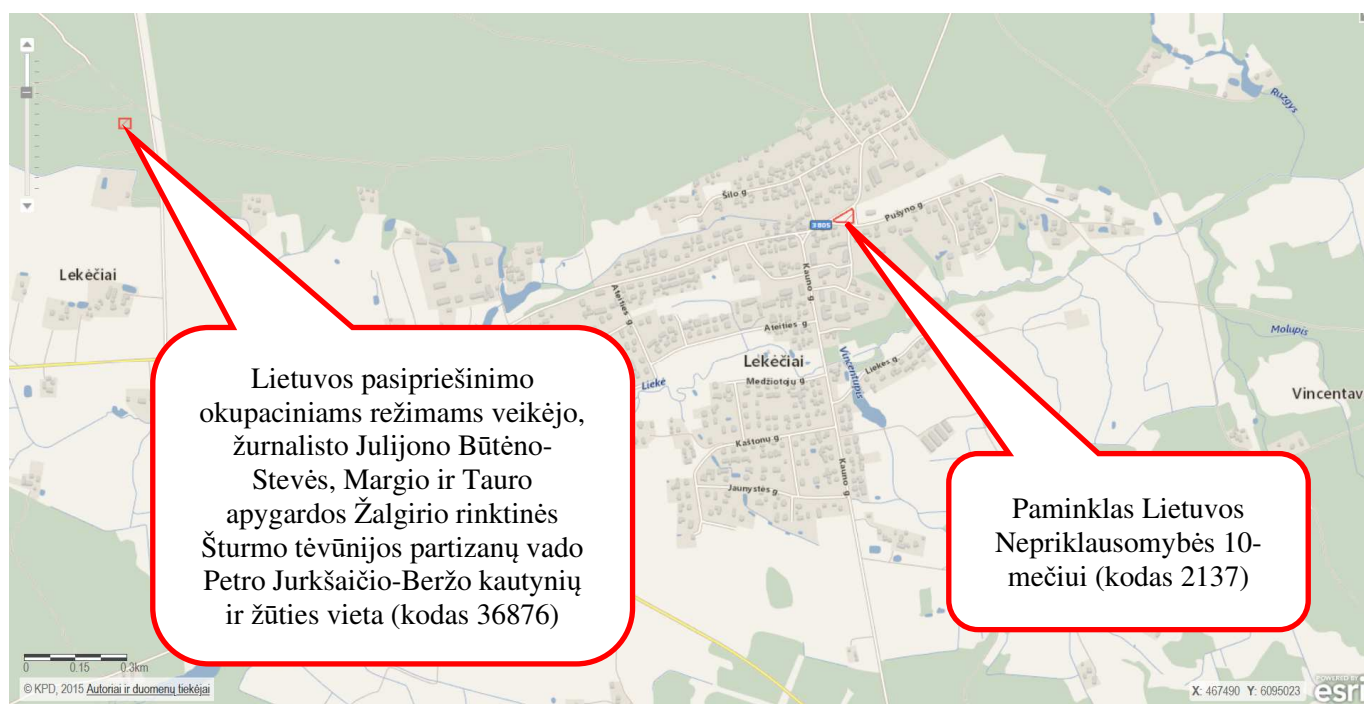 Ruzgys
Šilo g.
3805
Pušyno g.
Lekėčiai
Kauno g.
Ateities g.
Ateities g.
Molupis
Lekėčiai
Liekė
Medžiotojų g.
Vincentupis
Liekės g.
Vincentav
Kaštonų g.
Kauno g.
Jaunystės g.
Lietuvos pasipriešinimo
okupaciniams režimams veikėjo,
žurnalisto Julijono Būtėno-
Stevės, Margio ir Tauro
apygardos Žalgirio rinktinės
Šturmo tėvūnijos partizanų vado
Petro Jurkšaičio-Beržo kautynių
ir žūties vieta (kodas 36876)
Paminklas Lietuvos
Nepriklausomybės 10-
mečiui (kodas 2137)
0 0.15 0.3km
© KPD, 2015 Autoriai ir duomenų tiekėjai
X: 467490 Y: 6095023
POWERED BY
esri